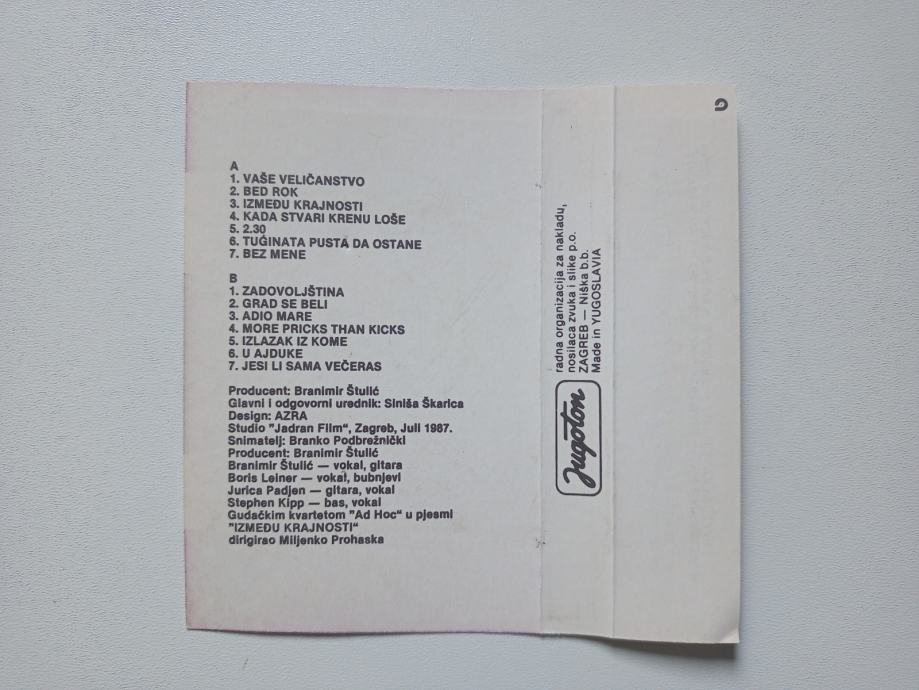 A
1. VAŠE VELIČANSTVO
2. BED ROK
3. IZMEĐU KRAJNOSTI
4. KADA STVARI KRENU LOŠE
5. 2.30
6. TUĢINATA PUSTA DA OSTANE
7. BEZ MENE
B
1. ZADOVOLJŠTINA
2. GRAD SE BELI
3. ADIO MARE
4. MORE PRICKS THAN KICKS
5. IZLAZAK IZ KOME
6. U AJDUKE
7. JESI LI SAMA VEČERAS
Producent: Branimir Štulić
Glavni i odgovorni urednik: Siniša Škarica
Design: AZRA
Studio "Jadran Film“, Zagreb, Juli 1987.
Snimatelj: Branko Podbrežnički
Producent: Branimir Štulić
Branimir Štulić — vokal, gitara
Boris Leiner — vokal, bubnjevi
Jurica Padjen — gitara, vokal
Stephen Kipp — bas, vokal
Gudačkim kvartetom "Ad Hoc“ u pjesmi
"IZMEĐU KRAJNOSTI“
dirigirao Miljenko Prohaska
Jugoton
radna organizacija za nakladu,
nosilaca zvuka i slike p.o.
ZAGREB — Niška b.b.
Made in YUGOSLAVIA